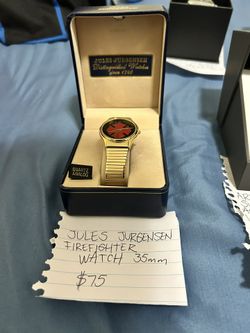 JULES JURGENSEN
Distinguished Watches
Since 1740
QUARTZ
ANALOG
JULES JURGENSEN
FIREFIGHTER
WATCH 35mm
$75